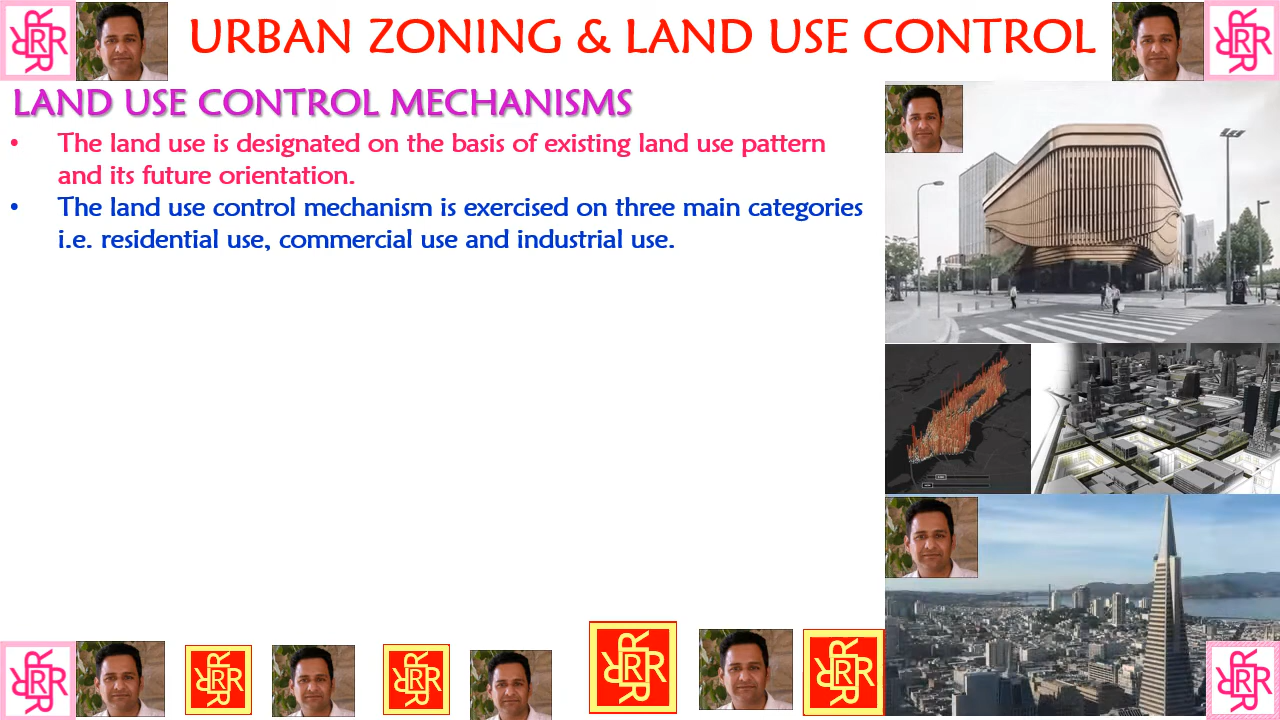 URBAN ZONING & LAND USE CONTROL
LAND USE CONTROL MECHANISMS
• The land use is designated on the basis of existing land use pattern
and its future orientation.
• The land use control mechanism is exercised on three main categories
i.e. residential use, commercial use and industrial use.